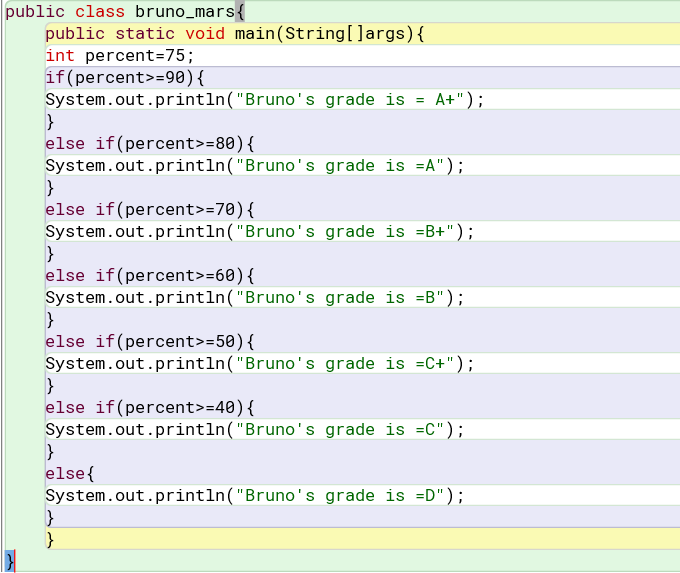 public class bruno_mars{
public static void main(String[]args){
int percent=75;
if(percent>=90){
System.out.println("Bruno's grade is = A+");
}
else if(percent>=80){
System.out.println("Bruno's grade is =A");
}
else if(percent>=70){
System.out.println("Bruno's grade is =B+");
}
else if(percent>=60){
System.out.println("Bruno's grade is =B");
}
else if(percent>=50){
System.out.println("Bruno's grade is =C+");
}
else if(percent>=40){
System.out.println("Bruno's grade is =C");
}
else{
System.out.println("Bruno's grade is =D");
}
}
}